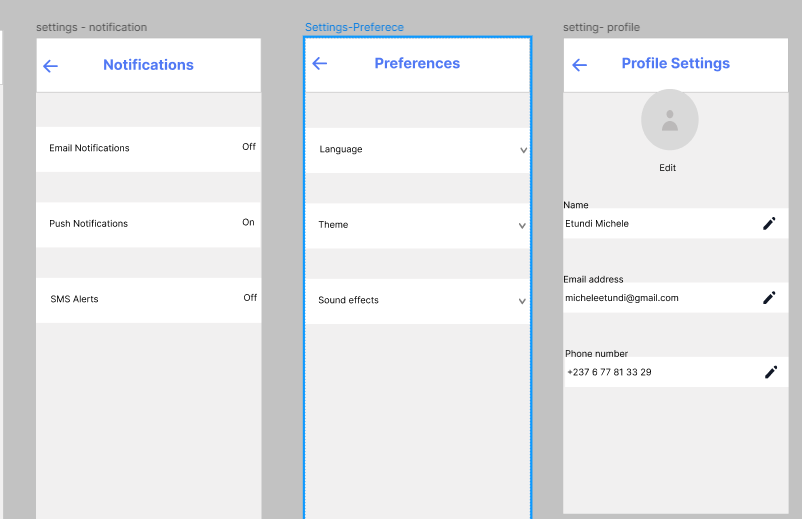 settings - notification
Notifications
Email Notifications
Off
Push Notifications
On
SMS Alerts
Off
Settings-Preferece
Preferences
Language
Theme
Sound effects
setting- profile
Profile Settings
Edit
Name
Etundi Michele
Email address
micheleetundi@gmail.com
Phone number
+237 6 77 81 33 29